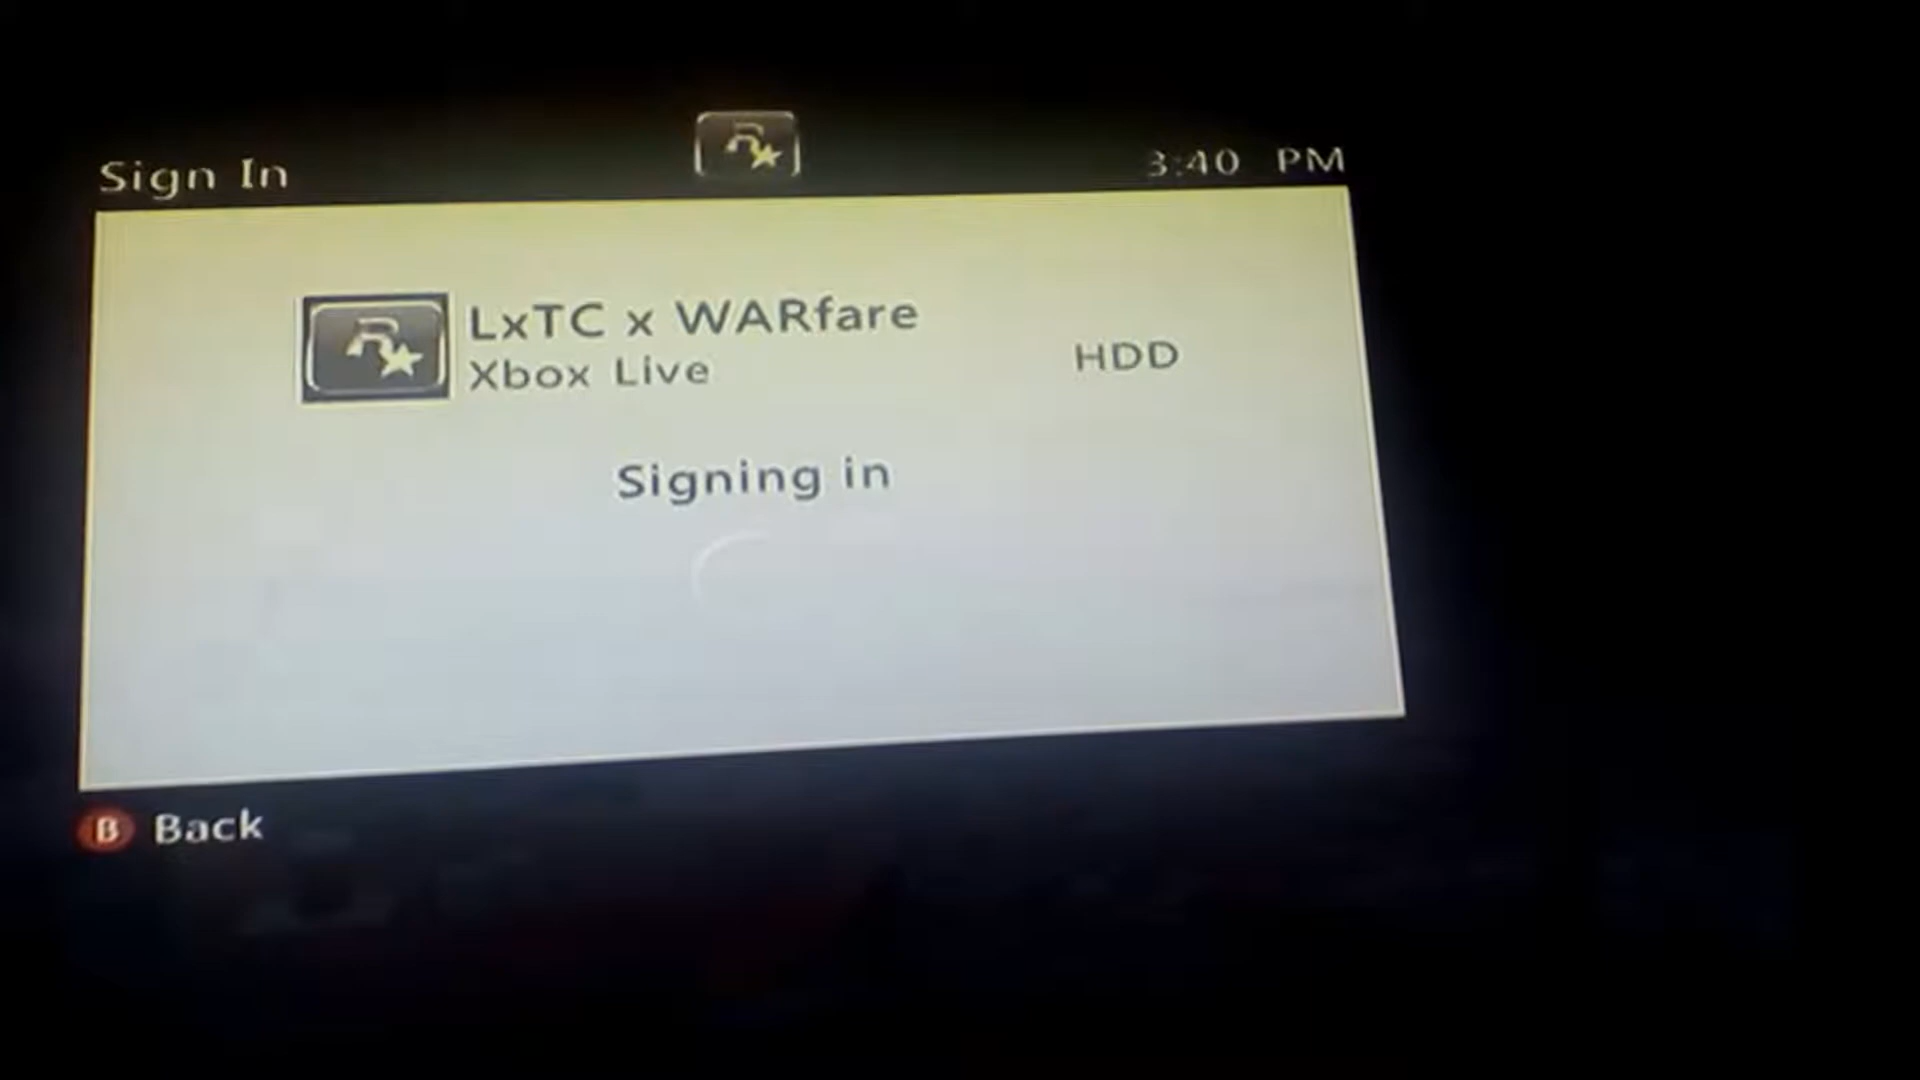 Sign In
3:40 PM
LxTC x WARfare
Xbox Live
HDD
Signing in
B Back